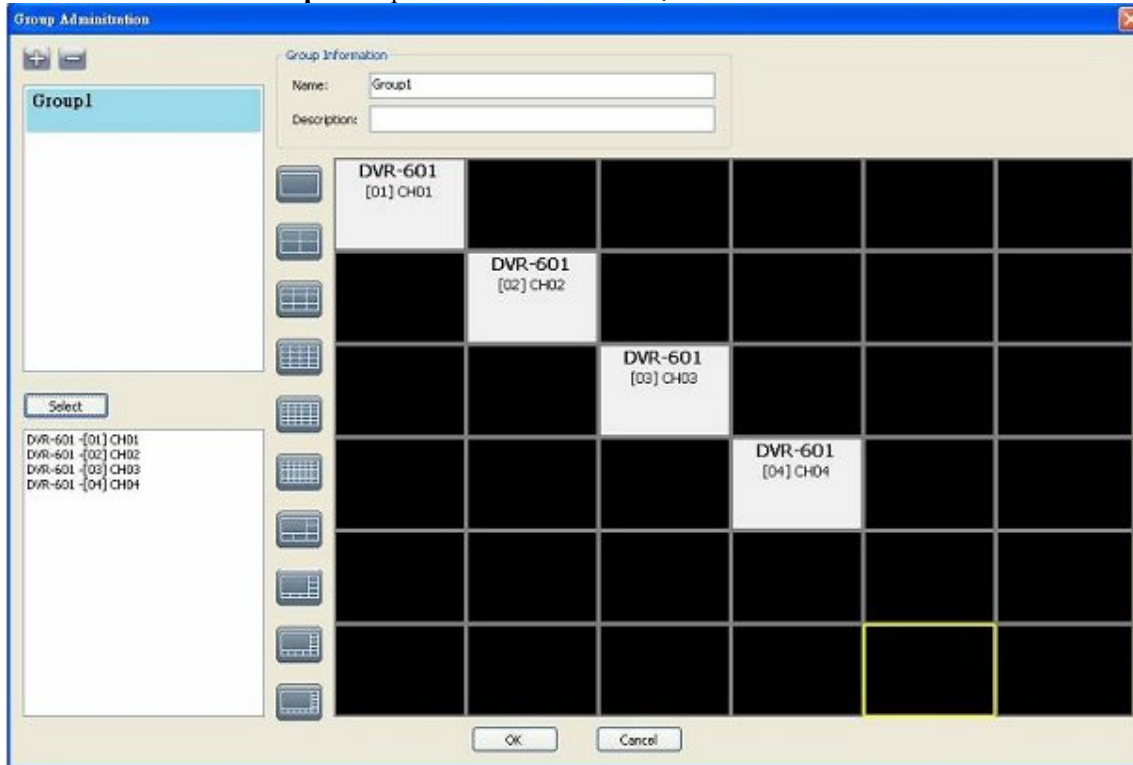 Group Adminitration
Group1
Group Information
Name: Group1
Description:
DVR-601
[01] CH01
DVR-601
[02] CH02
DVR-601
[03] CH03
DVR-601
[04] CH04
Select
DVR-601 -[01] CH01
DVR-601 -[02] CH02
DVR-601 -[03] CH03
DVR-601 -[04] CH04
OK
Cancel